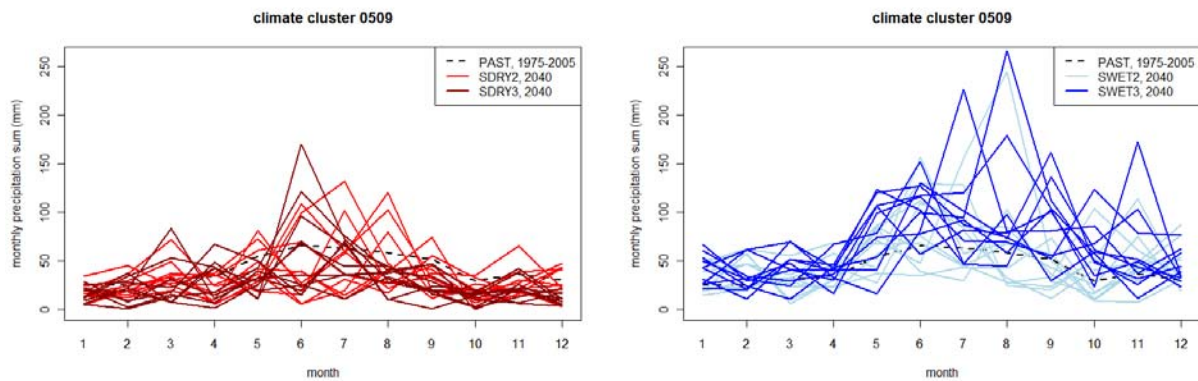 climate cluster 0509
monthly precipitation sum (mm)
250
200
150
100
50
0
PAST, 1975-2005
SDRY2, 2040
SDRY3, 2040
1 2 3 4 5 6 7 8 9 10 11 12
month
climate cluster 0509
monthly precipitation sum (mm)
250
200
150
100
50
0
PAST, 1975-2005
SWET2, 2040
SWET3, 2040
1 2 3 4 5 6 7 8 9 10 11 12
month